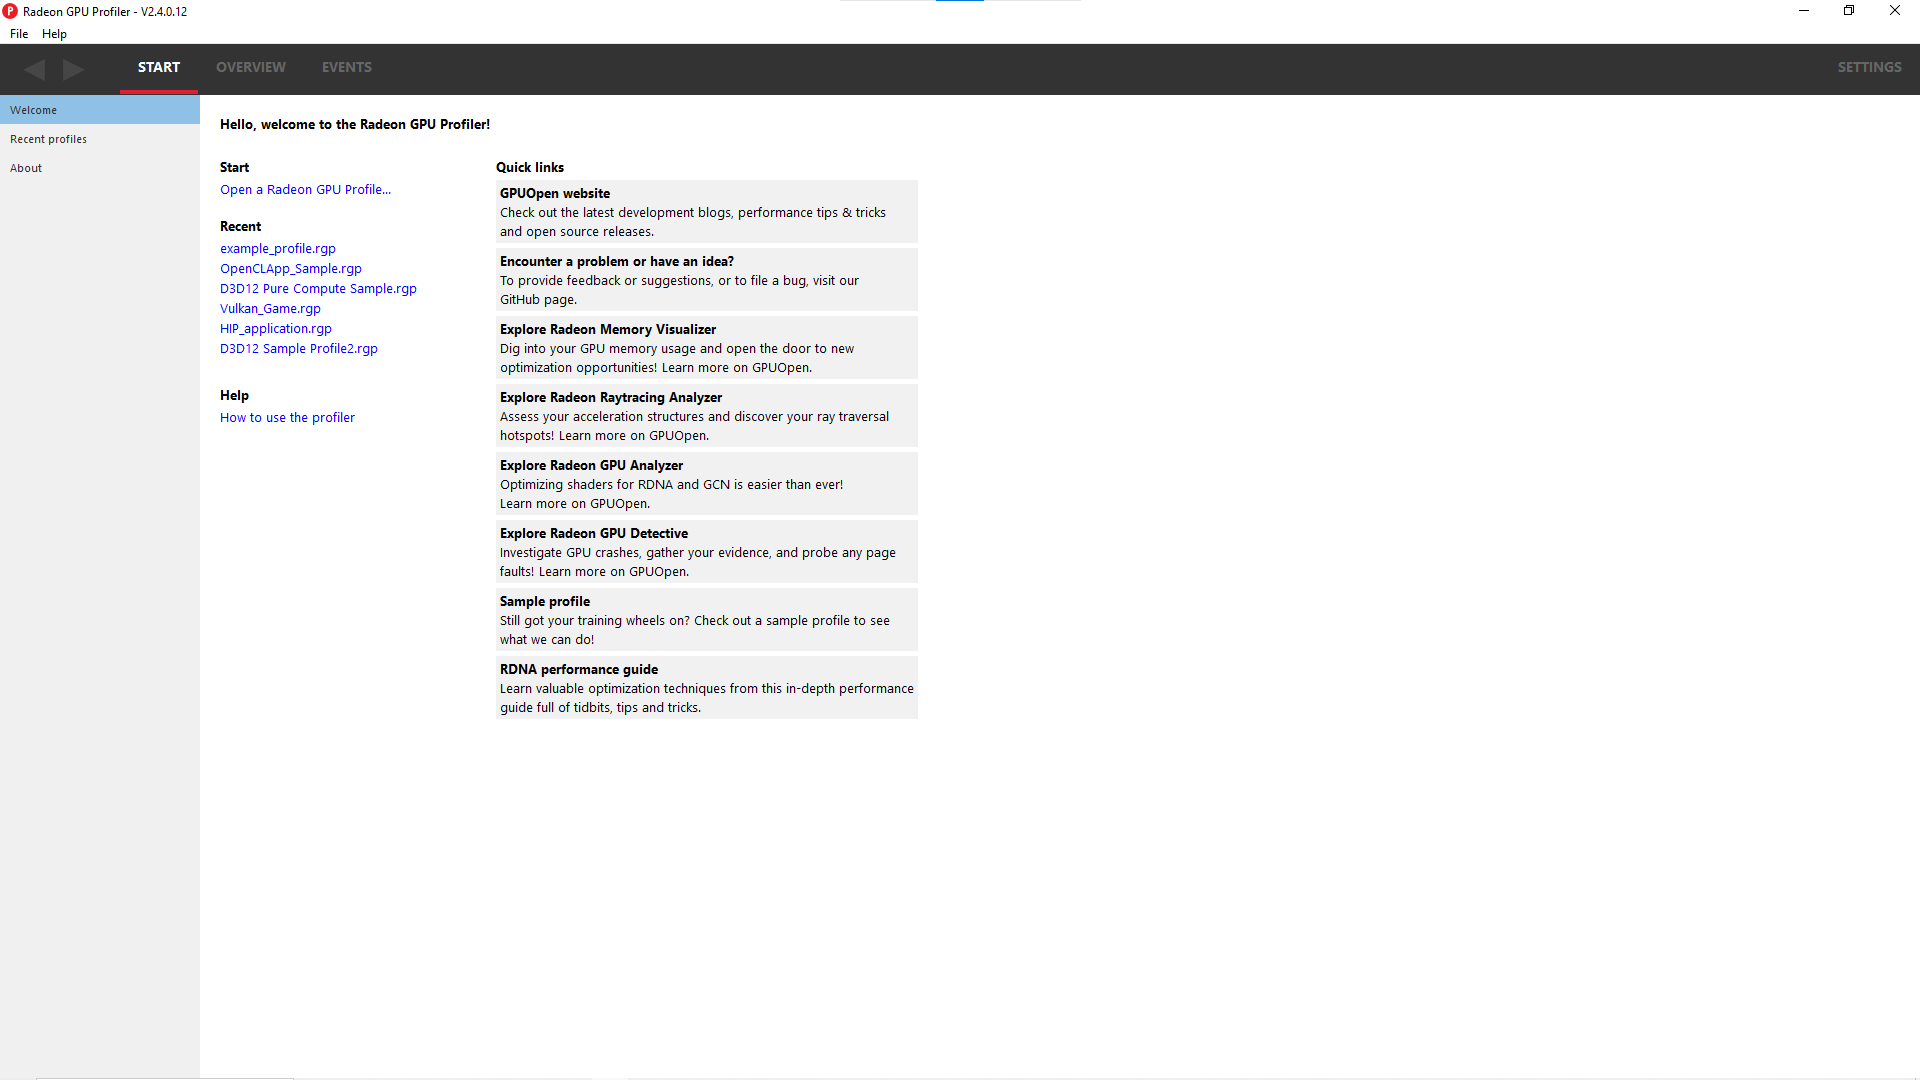 Radeon GPU Profiler - V2.4.0.12
File Help
START OVERVIEW EVENTS SETTINGS
Welcome
Recent profiles
About
Hello, welcome to the Radeon GPU Profiler!
Start
Open a Radeon GPU Profile...
Recent
example_profile.rgp
OpenCLApp_Sample.rgp
D3D12 Pure Compute Sample.rgp
Vulkan_Game.rgp
HIP_application.rgp
D3D12 Sample Profile2.rgp
Help
How to use the profiler
Quick links
GPUOpen website
Check out the latest development blogs, performance tips & tricks
and open source releases.
Encounter a problem or have an idea?
To provide feedback or suggestions, or to file a bug, visit our
GitHub page.
Explore Radeon Memory Visualizer
Dig into your GPU memory usage and open the door to new
optimization opportunities! Learn more on GPUOpen.
Explore Radeon Raytracing Analyzer
Assess your acceleration structures and discover your ray traversal
hotspots! Learn more on GPUOpen.
Explore Radeon GPU Analyzer
Optimizing shaders for RDNA and GCN is easier than ever!
Learn more on GPUOpen.
Explore Radeon GPU Detective
Investigate GPU crashes, gather your evidence, and probe any page
faults! Learn more on GPUOpen.
Sample profile
Still got your training wheels on? Check out a sample profile to see
what we can do!
RDNA performance guide
Learn valuable optimization techniques from this in-depth performance
guide full of tidbits, tips and tricks.